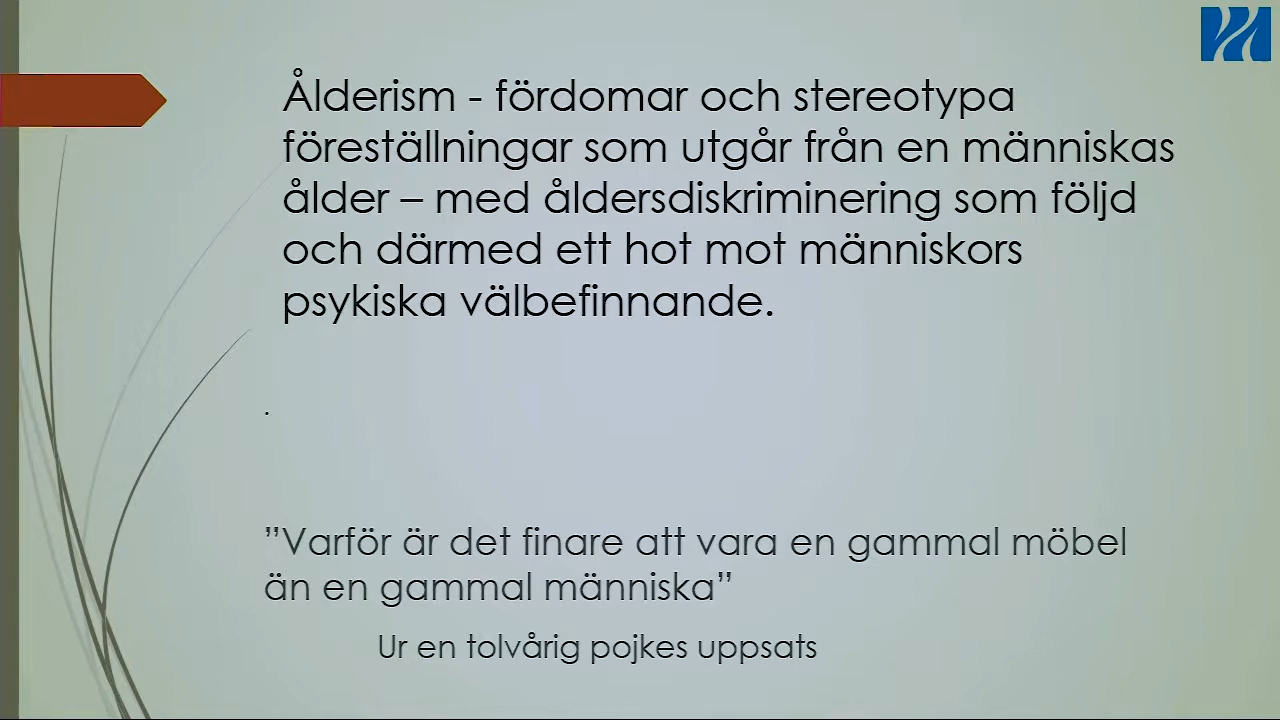 Ålderism - fördomar och stereotypa
föreställningar som utgår från en människas
ålder – med åldersdiskriminering som följd
och därmed ett hot mot människors
psykiska välbefinnande.
.
”Varför är det finare att vara en gammal möbel
än en gammal människa”
Ur en tolvårig pojkes uppsats